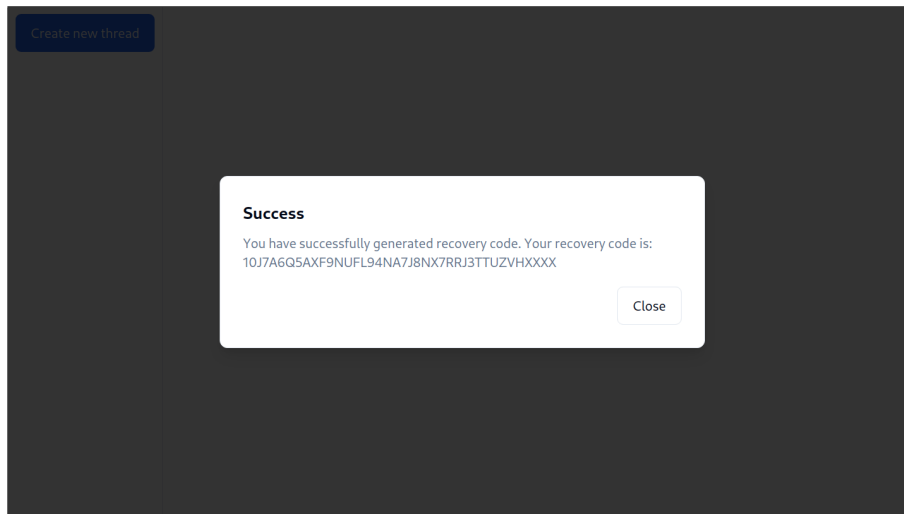 Create new thread
Success
You have successfully generated recovery code. Your recovery code is:
10J7A6Q5AXF9NUFL94NA7J8NX7RRJ3TTUZVHXXXX
Close